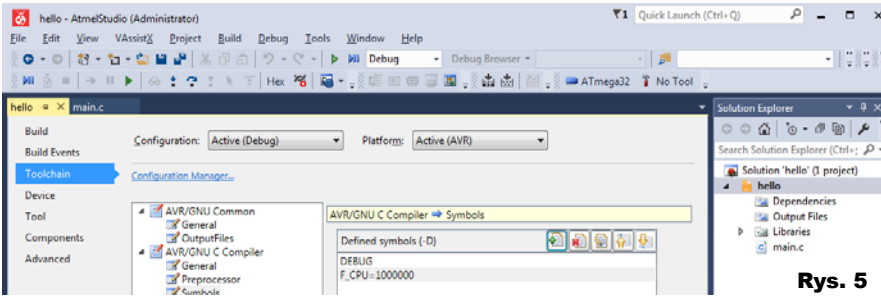 hello - AtmelStudio (Administrator)
1 Quick Launch (Ctrl+Q)
File Edit View VAssistX Project Build Debug Tools Window Help
Debug Debug Browser
Hex ATmega32 No Tool
hello main.c
Solution Explorer
Build
Build Events
Toolchain
Device
Tool
Components
Advanced
Configuration: Active (Debug) Platform: Active (AVR)
Configuration Manager...
AVR/GNU Common
General
OutputFiles
AVR/GNU C Compiler
General
Preprocessor
Symbols
AVR/GNU C Compiler ➡ Symbols
Defined symbols (-D)
DEBUG
F_CPU=1000000
Search Solution Explorer (Ctrl+;
Solution 'hello' (1 project)
hello
Dependencies
Output Files
Libraries
main.c
Rys. 5